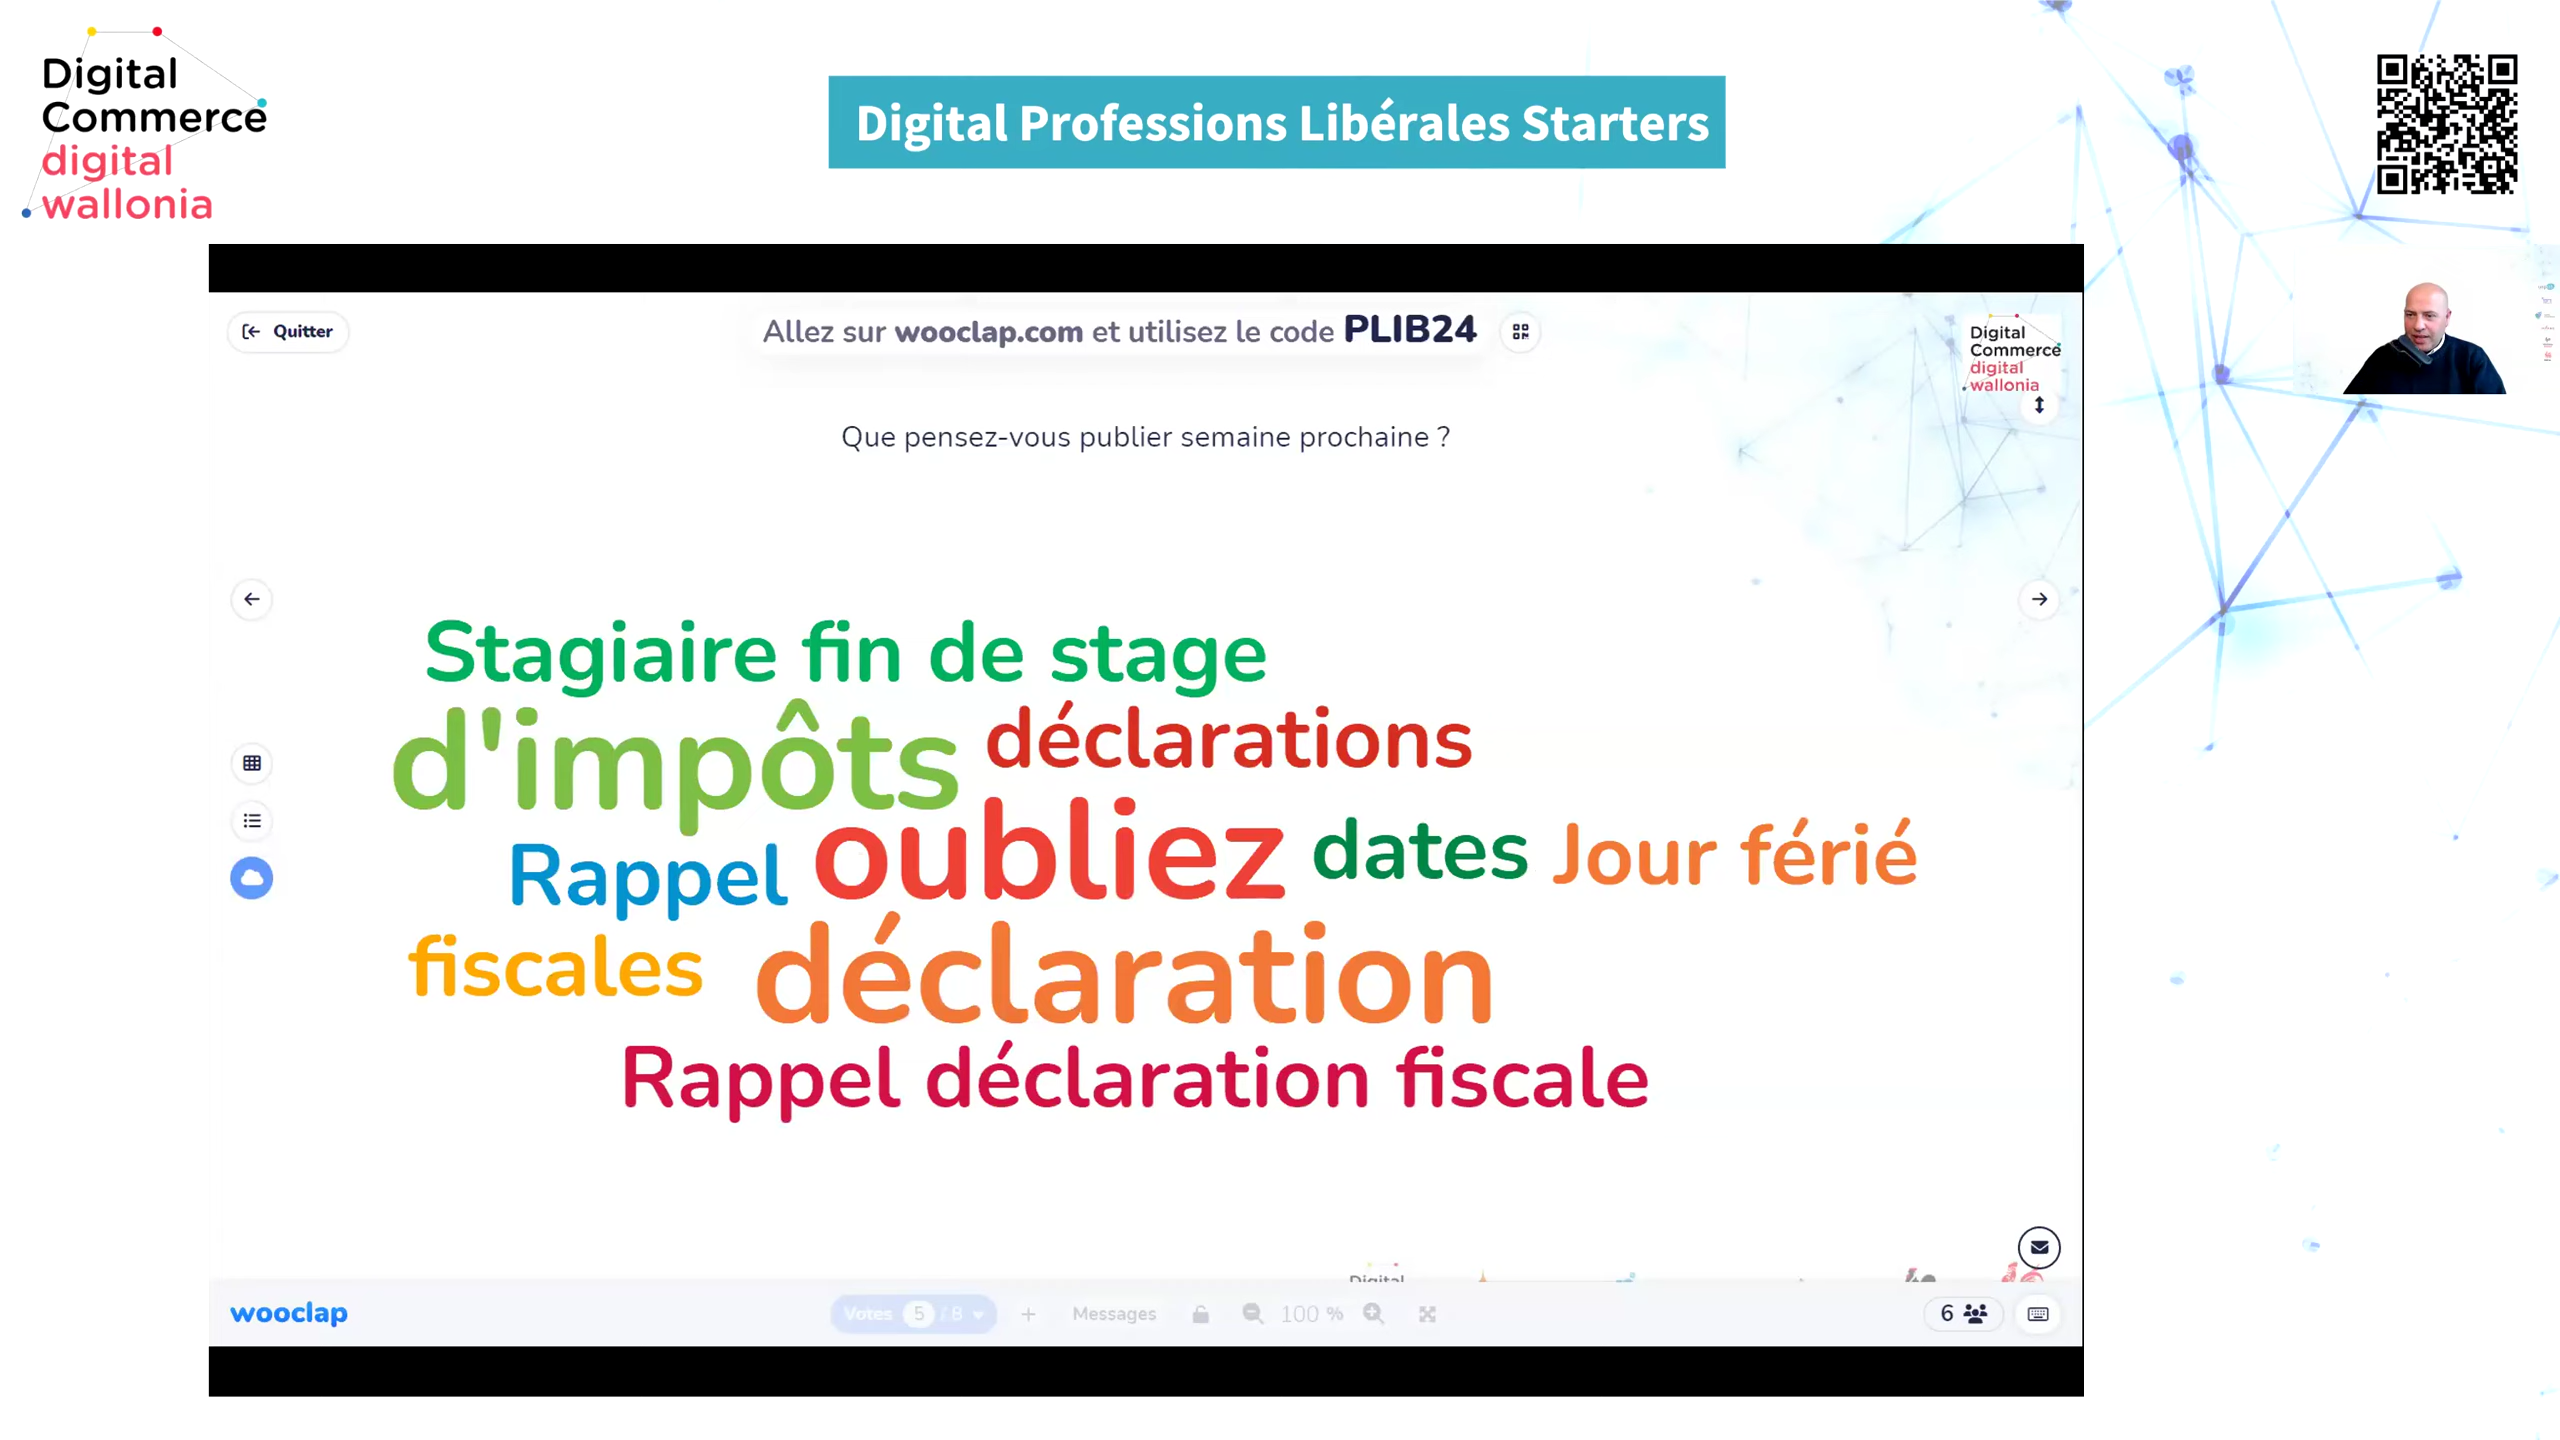 Digital
Commerce
digital
wallonia
Digital Professions Libérales Starters
Quitter
Allez sur wooclap.com et utilisez le code PLIB24
Digital
Commerce
digital
wallonia
Que pensez-vous publier semaine prochaine ?
Stagiaire fin de stage
d'impôts déclarations
Rappel oubliez dates Jour férié
fiscales déclaration
Rappel déclaration fiscale
Digital
wooclap
Votes 5 / 8
+ Messages
100 %
6